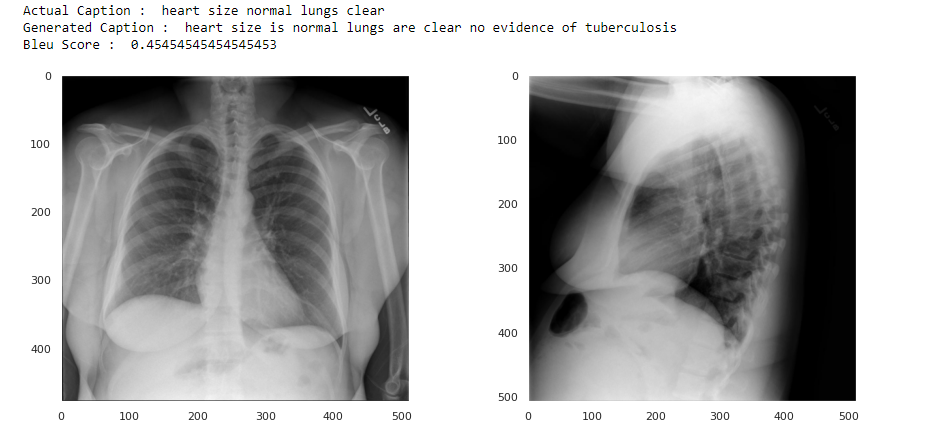 Actual Caption :  heart size normal lungs clear
Generated Caption :  heart size is normal lungs are clear no evidence of tuberculosis
Bleu Score :  0.45454545454545453
0
100
200
300
400
0 100 200 300 400 500
0
100
200
300
400
500
0 100 200 300 400 500